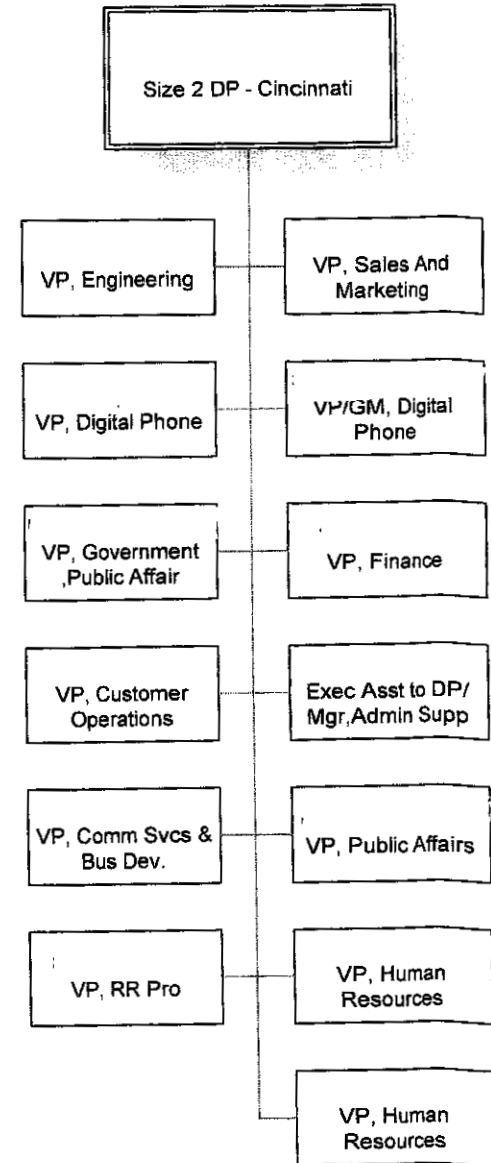 Size 2 DP - Cincinnati
VP, Engineering
VP, Sales And
Marketing
VP, Digital Phone
VP/GM, Digital
Phone
VP, Government
,Public Affair
VP, Finance
VP, Customer
Operations
Exec Asst to DP/
Mgr,Admin Supp
VP, Comm Svcs &
Bus Dev.
VP, Public Affairs
VP, RR Pro
VP, Human
Resources
VP, Human
Resources